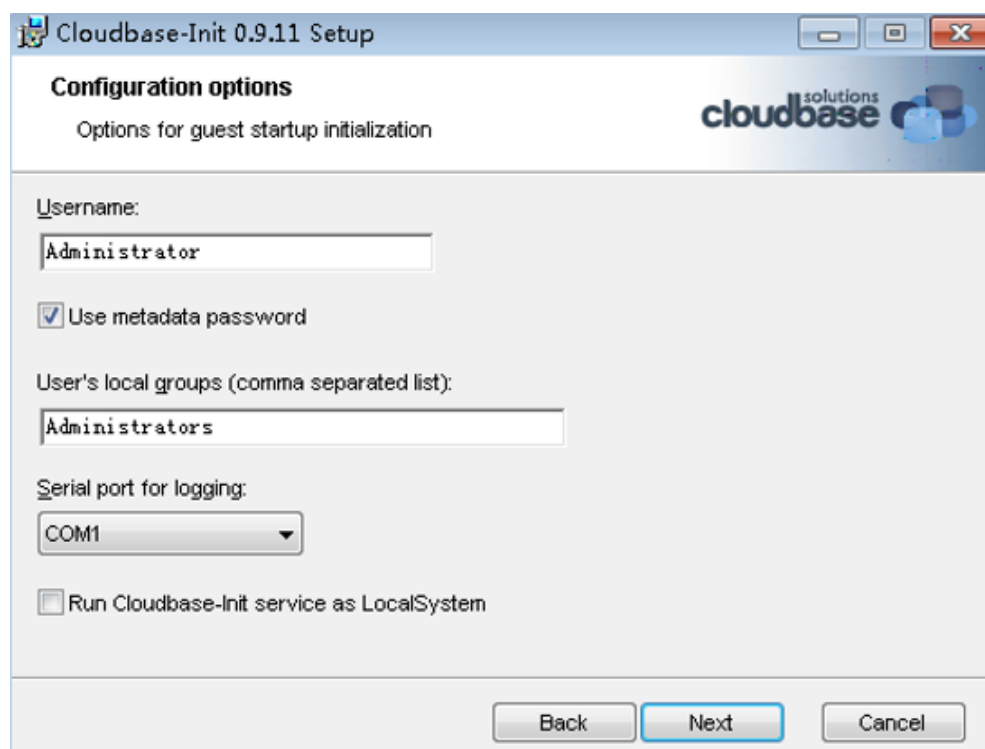 Cloudbase-Init 0.9.11 Setup
Configuration options
Options for guest startup initialization
solutions
cloudbase
Username:
Administrator
Use metadata password
User's local groups (comma separated list):
Administrators
Serial port for logging:
COM1
Run Cloudbase-Init service as LocalSystem
Back Next Cancel